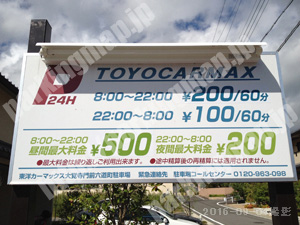 P
24H
TOYOCARMAX
8:00～22:00 ¥200/60分
22:00～8:00 ¥100/60分
8:00～22:00
昼間最大料金 ¥500
22:00～8:00
夜間最大料金 ¥200
●最大料金は繰り返しご利用出来ます。
●途中精算後の再精算には適用されません。
東洋カーマックス大覚寺門前六道町駐車場 緊急連絡先 駐車場コールセンター 0120-963-098